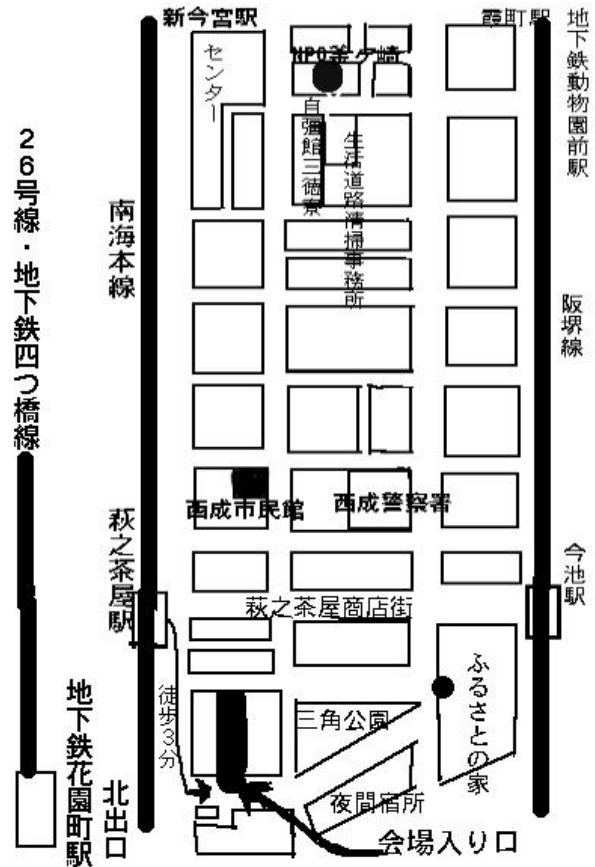 新今宮駅
霞町駅
地下鉄動物園前駅
センター
NPO釜ヶ崎
自彊館三徳寮
生活道路清掃事務所
26号線・地下鉄四つ橋線
南海本線
阪堺線
西成市民館
西成警察署
萩之茶屋駅
今池駅
萩之茶屋商店街
ふるさとの家
徒歩3分
三角公園
地下鉄花園町駅
北出口
夜間宿所
会場入り口